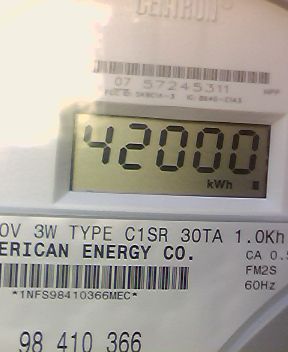 CENTRON®
07 57245311
42000
kWh
0V 3W TYPE C1SR 30TA 1.0Kh
ERICAN ENERGY CO.
CA 0.5
FM2S
60Hz
*1NFS98410366MEC*
98 410 366